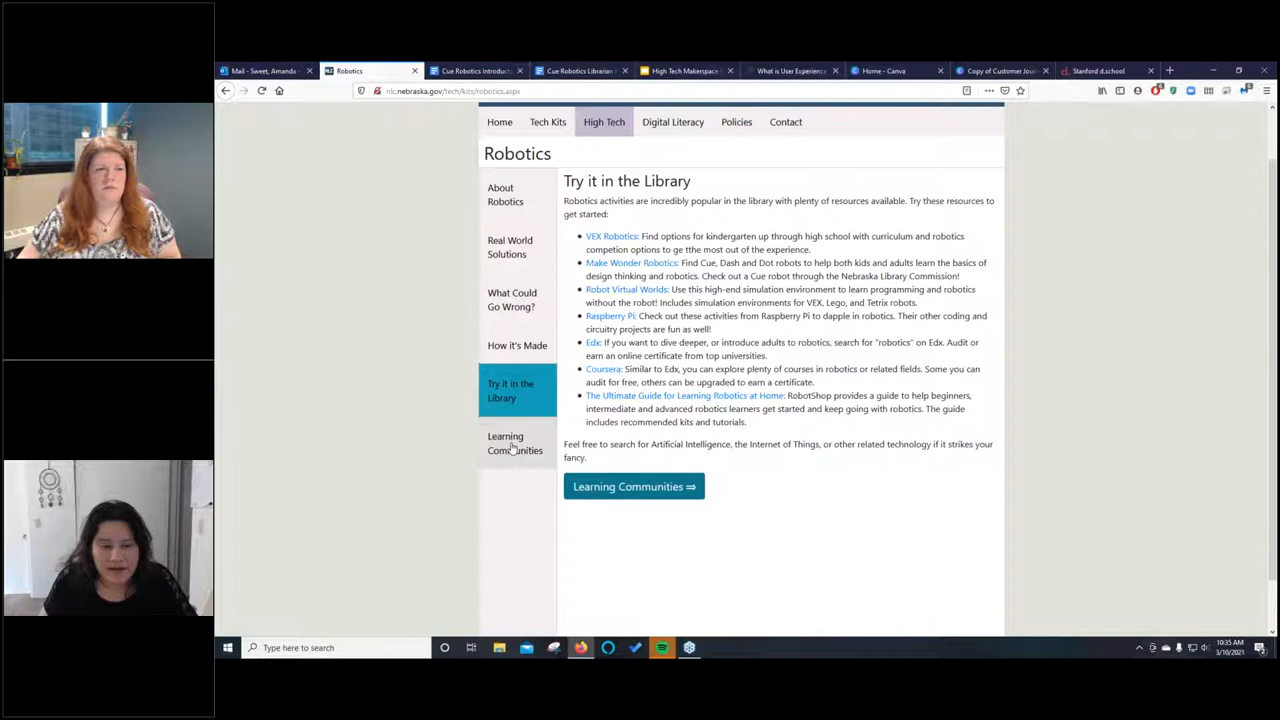 Mail - Sweet, Amanda
Robotics
Cue Robotics Introduct
Cue Robotics Librarian
High Tech Makerspace
What is User Experience
Home - Canva
Copy of Customer Jour
Stanford d.school
nlc.nebraska.gov/tech/kits/robotics.aspx
Home
Tech Kits
High Tech
Digital Literacy
Policies
Contact
Robotics
About
Robotics
Real World
Solutions
What Could
Go Wrong?
How it's Made
Try it in the
Library
Learning
Communities
Try it in the Library
Robotics activities are incredibly popular in the library with plenty of resources available. Try these resources to
get started:
VEX Robotics: Find options for kindergarten up through high school with curriculum and robotics
competion options to ge tthe most out of the experience.
Make Wonder Robotics: Find Cue, Dash and Dot robots to help both kids and adults learn the basics of
design thinking and robotics. Check out a Cue robot through the Nebraska Library Commission!
Robot Virtual Worlds: Use this high-end simulation environment to learn programming and robotics
without the robot! Includes simulation environments for VEX, Lego, and Tetrix robots.
Raspberry Pi: Check out these activities from Raspberry Pi to dapple in robotics. Their other coding and
circuitry projects are fun as well!
Edx: If you want to dive deeper, or introduce adults to robotics, search for "robotics" on Edx. Audit or
earn an online certificate from top universities.
Coursera: Similar to Edx, you can explore plenty of courses in robotics or related fields. Some you can
audit for free, others can be upgraded to earn a certificate.
The Ultimate Guide for Learning Robotics at Home: RobotShop provides a guide to help beginners,
intermediate and advanced robotics learners get started and keep going with robotics. The guide
includes recommended kits and tutorials.
Feel free to search for Artificial Intelligence, the Internet of Things, or other related technology if it strikes your
fancy.
Learning Communities ⇒
Type here to search
10:35 AM
3/10/2021